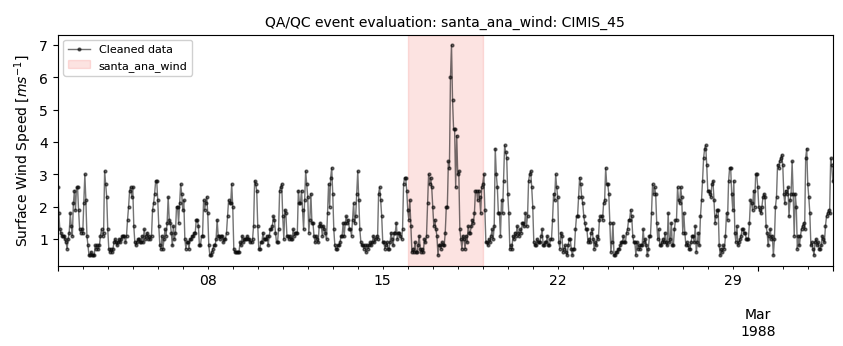 QA/QC event evaluation: santa_ana_wind: CIMIS_45
Surface Wind Speed [ms⁻¹]
7
6
5
4
3
2
1
Cleaned data
santa_ana_wind
08
15
22
29
Mar
1988